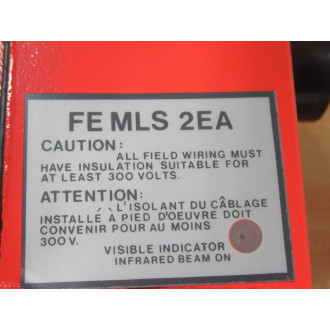 FE MLS 2EA
CAUTION:
ALL FIELD WIRING MUST
HAVE INSULATION SUITABLE FOR
AT LEAST 300 VOLTS.
ATTENTION:
L'ISOLANT DU CÂBLAGE
INSTALLÉ À PIED D'OEUVRE DOIT
CONVENIR POUR AU MOINS
300 V.
VISIBLE INDICATOR
INFRARED BEAM ON